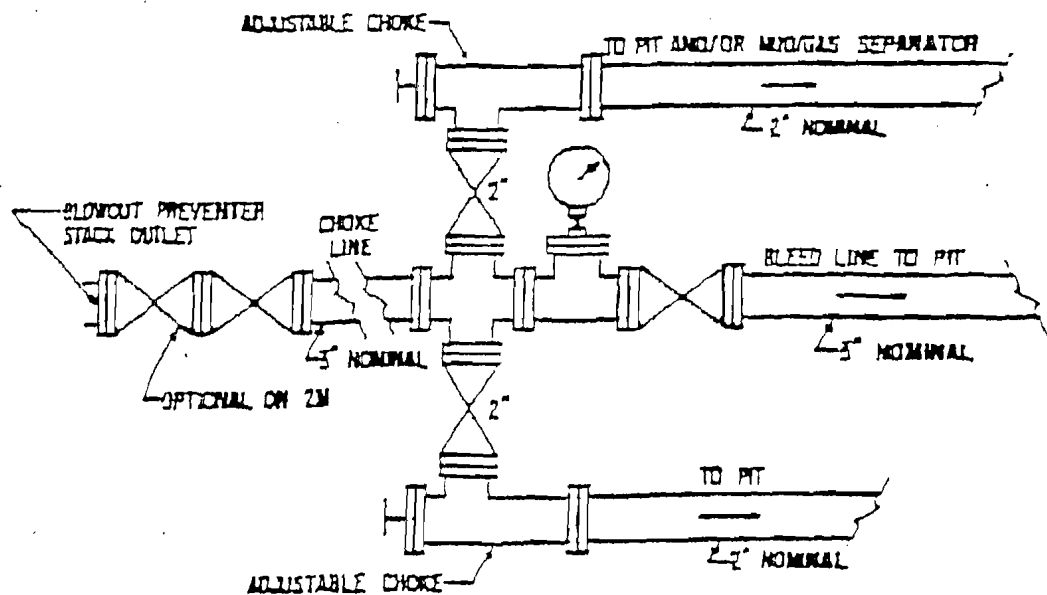 ADJUSTABLE CHOKE
TO PIT AND/OR MUD/GAS SEPARATOR
2" NOMINAL
2"
BLOWOUT PREVENTER
STACK OUTLET
CHOKE
LINE
BLEED LINE TO PIT
3" NOMINAL
3" NOMINAL
OPTIONAL ON 2M
2"
TO PIT
2" NOMINAL
ADJUSTABLE CHOKE